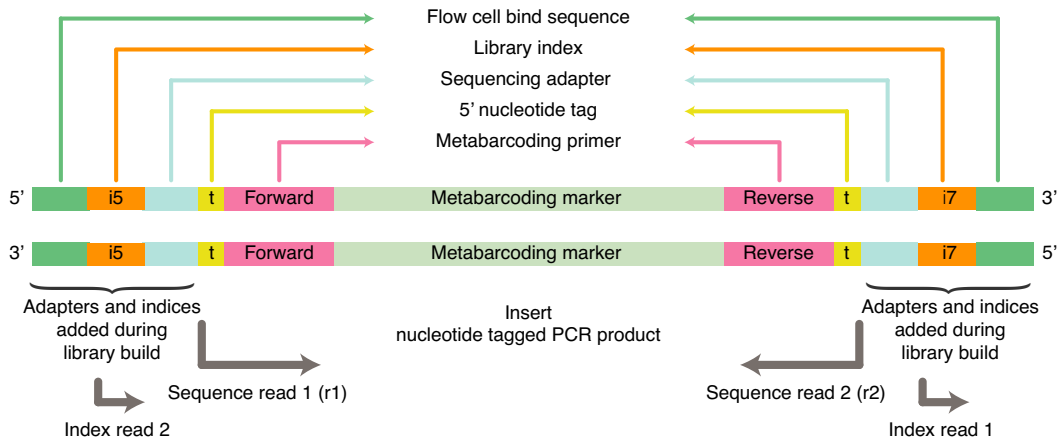 Flow cell bind sequence
Library index
Sequencing adapter
5’ nucleotide tag
Metabarcoding primer
5’ i5 t Forward Metabarcoding marker Reverse t i7 3’
3’ i5 t Forward Metabarcoding marker Reverse t i7 5’
Adapters and indices
added during
library build
Insert
nucleotide tagged PCR product
Adapters and indices
added during
library build
Sequence read 1 (r1)
Sequence read 2 (r2)
Index read 2
Index read 1